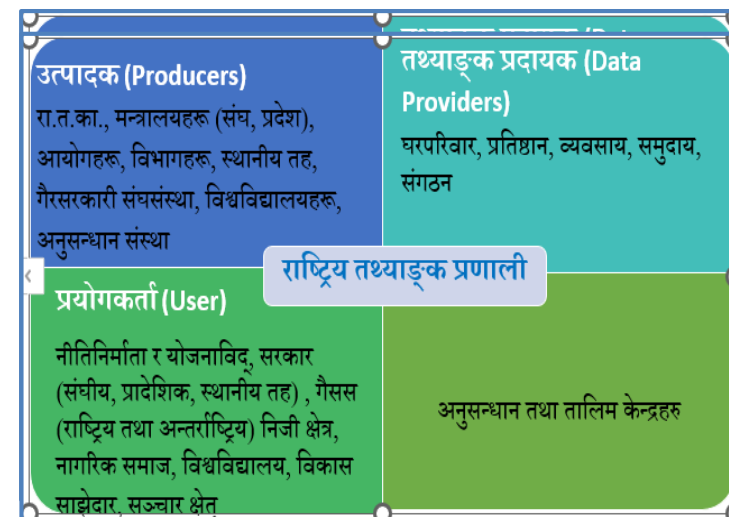 उत्पादक (Producers)
रा.त.का., मन्त्रालयहरू (संघ, प्रदेश),
आयोगहरू, विभागहरू, स्थानीय तह,
गैरसरकारी संघसंस्था, विश्वविद्यालयहरू,
अनुसन्धान संस्था
तथ्याङ्क प्रदायक (Data
Providers)
घरपरिवार, प्रतिष्ठान, व्यवसाय, समुदाय,
संगठन
राष्ट्रिय तथ्याङ्क प्रणाली
प्रयोगकर्ता (User)
नीतिनिर्माता र योजनाविद्, सरकार
(संघीय, प्रादेशिक, स्थानीय तह) , गैसस
(राष्ट्रिय तथा अन्तर्राष्ट्रिय) निजी क्षेत्र,
नागरिक समाज, विश्वविद्यालय, विकास
साझेदार, सञ्चार क्षेत्र
अनुसन्धान तथा तालिम केन्द्रहरु